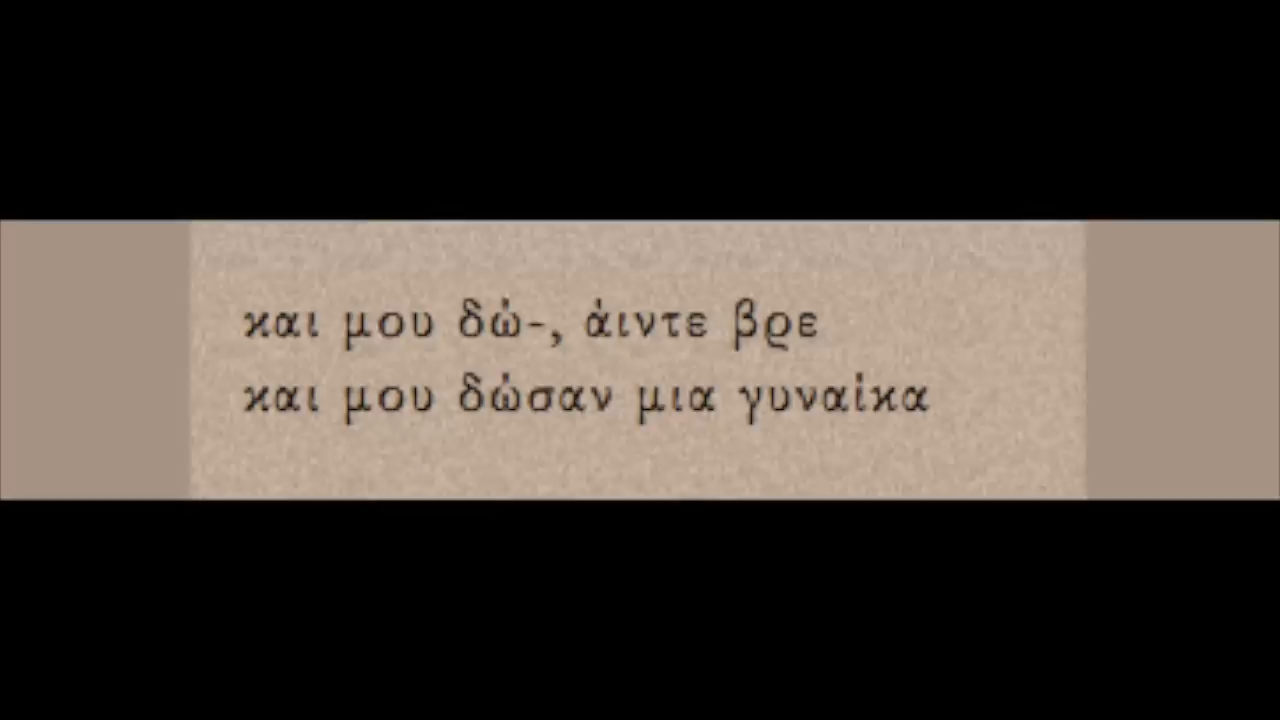 και μου δώ-, άιντε βρε
και μου δώσαν μια γυναίκα